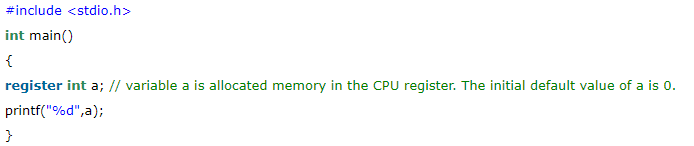 #include <stdio.h>
int main()
{
register int a; // variable a is allocated memory in the CPU register. The initial default value of a is 0.
printf("%d",a);
}